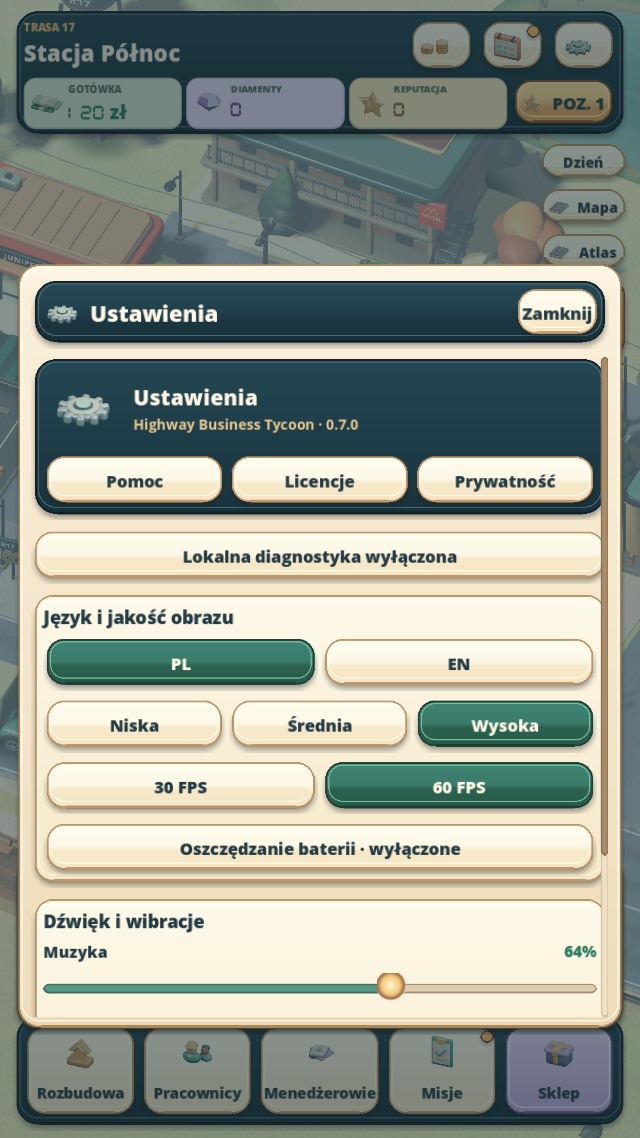 TRASA 17
Stacja Północ
GOTÓWKA
120 zł
DIAMENTY
0
REPUTACJA
0
POZ. 1
Dzień
Mapa
Atlas
Ustawienia
Zamknij
Ustawienia
Highway Business Tycoon · 0.7.0
Pomoc
Licencje
Prywatność
Lokalna diagnostyka wyłączona
Język i jakość obrazu
PL
EN
Niska
Średnia
Wysoka
30 FPS
60 FPS
Oszczędzanie baterii · wyłączone
Dźwięk i wibracje
Muzyka
64%
Rozbudowa
Pracownicy
Menedżerowie
Misje
Sklep